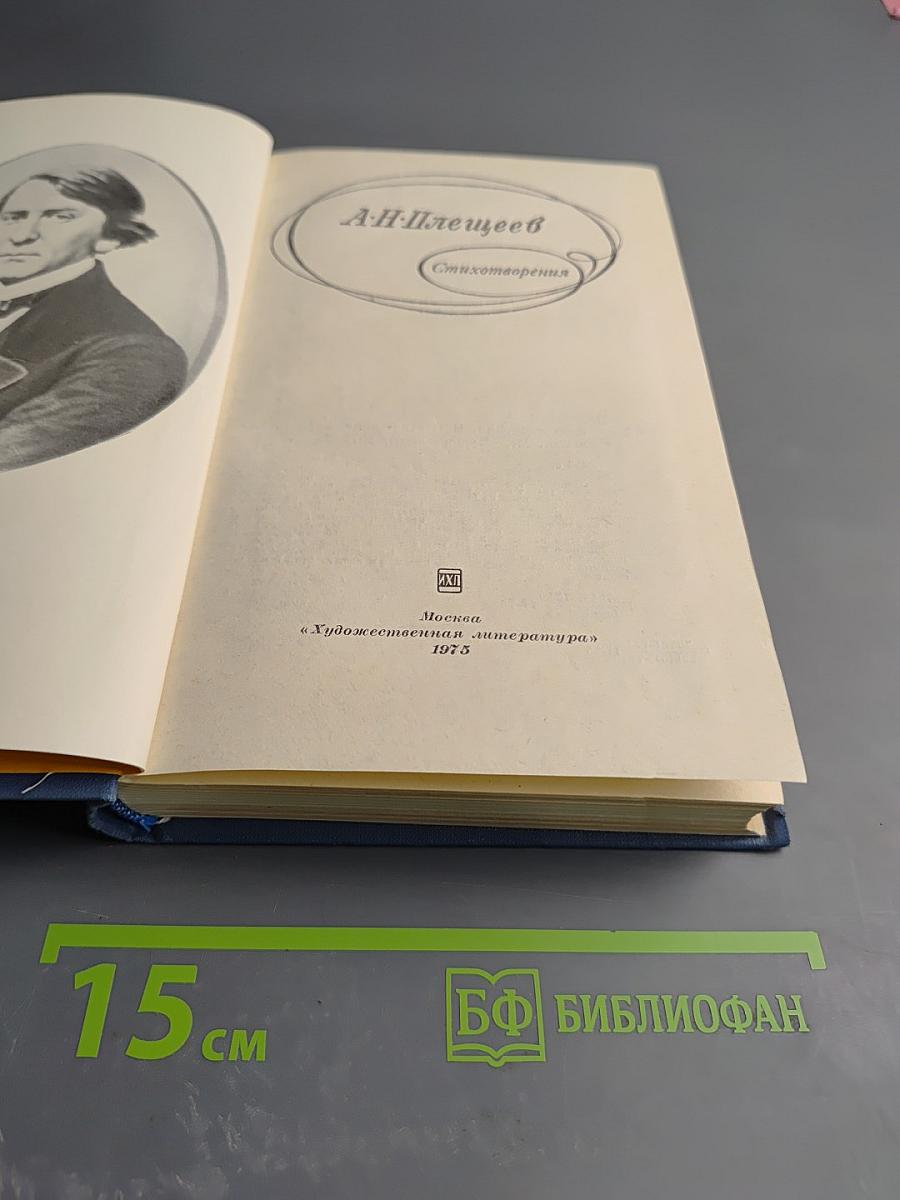 А·Н·Плещеев
Стихотворения
ИХЛ
Москва
«Художественная литература»
1975
15 см
БФ БИБЛИОФАН